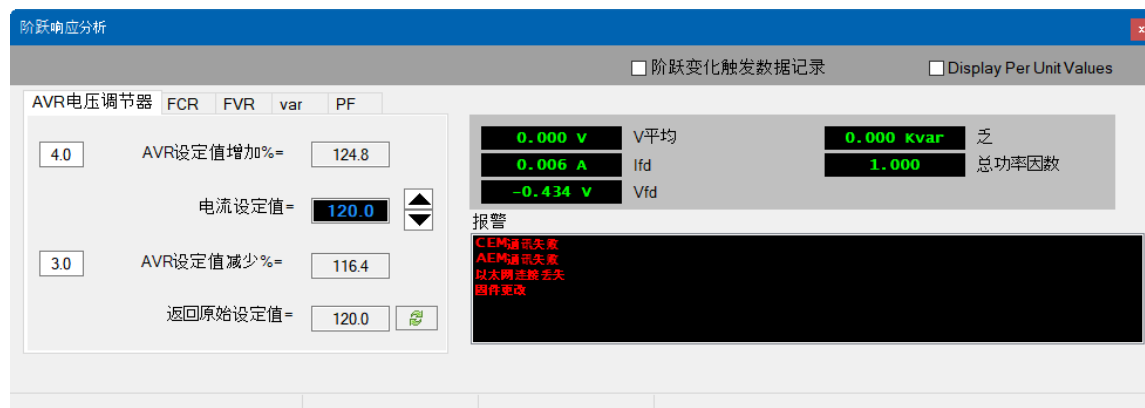 阶跃响应分析
x
阶跃变化触发数据记录
Display Per Unit Values
AVR电压调节器 FCR FVR var PF
4.0 AVR设定值增加%= 124.8
电流设定值= 120.0
3.0 AVR设定值减少%= 116.4
返回原始设定值= 120.0
0.000 V V平均
0.006 A Ifd
-0.434 V Vfd
0.000 Kvar 乏
1.000 总功率因数
报警
CEM通讯失败
AEM通讯失败
以太网连接丢失
固件更改